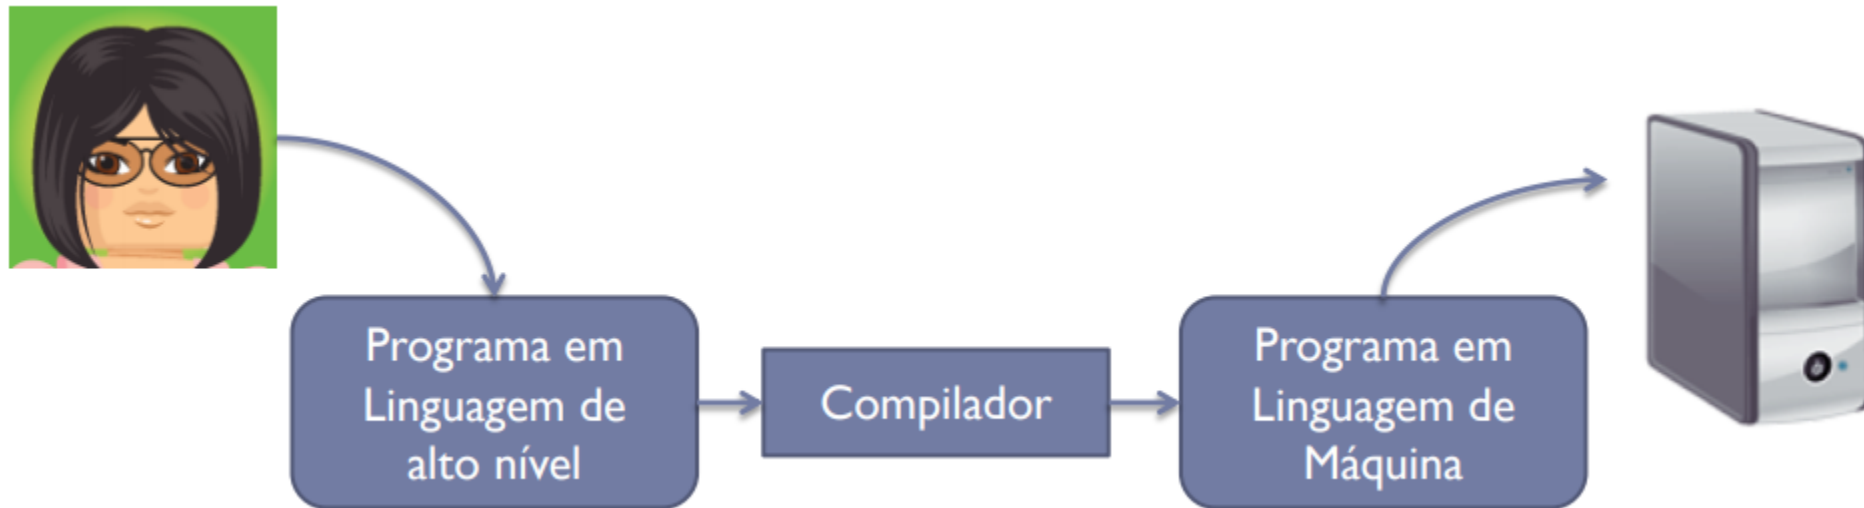 Programa em
Linguagem de
alto nível
Compilador
Programa em
Linguagem de
Máquina